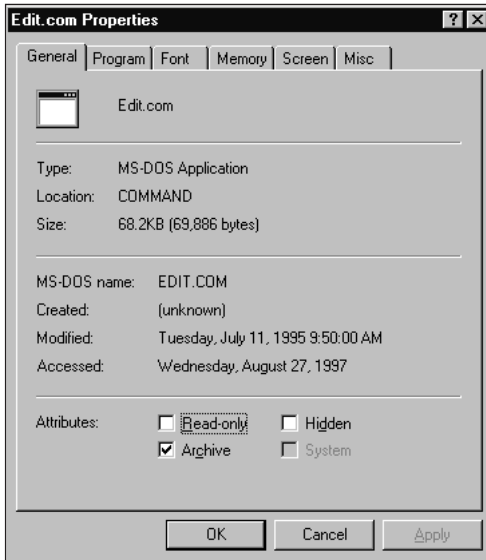 Edit.com Properties ? X
General Program Font Memory Screen Misc
Edit.com
Type: MS-DOS Application
Location: COMMAND
Size: 68.2KB (69,886 bytes)
MS-DOS name: EDIT.COM
Created: (unknown)
Modified: Tuesday, July 11, 1995 9:50:00 AM
Accessed: Wednesday, August 27, 1997
Attributes: Read-only Hidden
Archive System
OK Cancel Apply